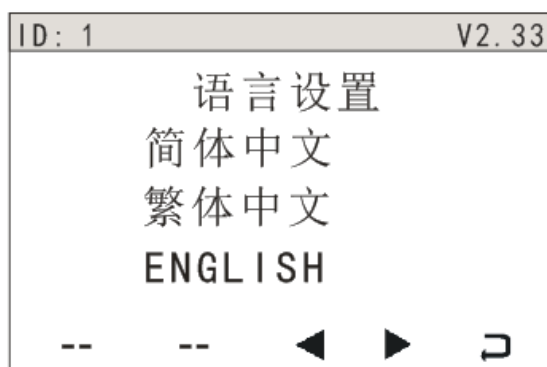 ID: 1 V2.33
语言设置
简体中文
繁体中文
ENGLISH
-- -- ◀ ▶ ⮌